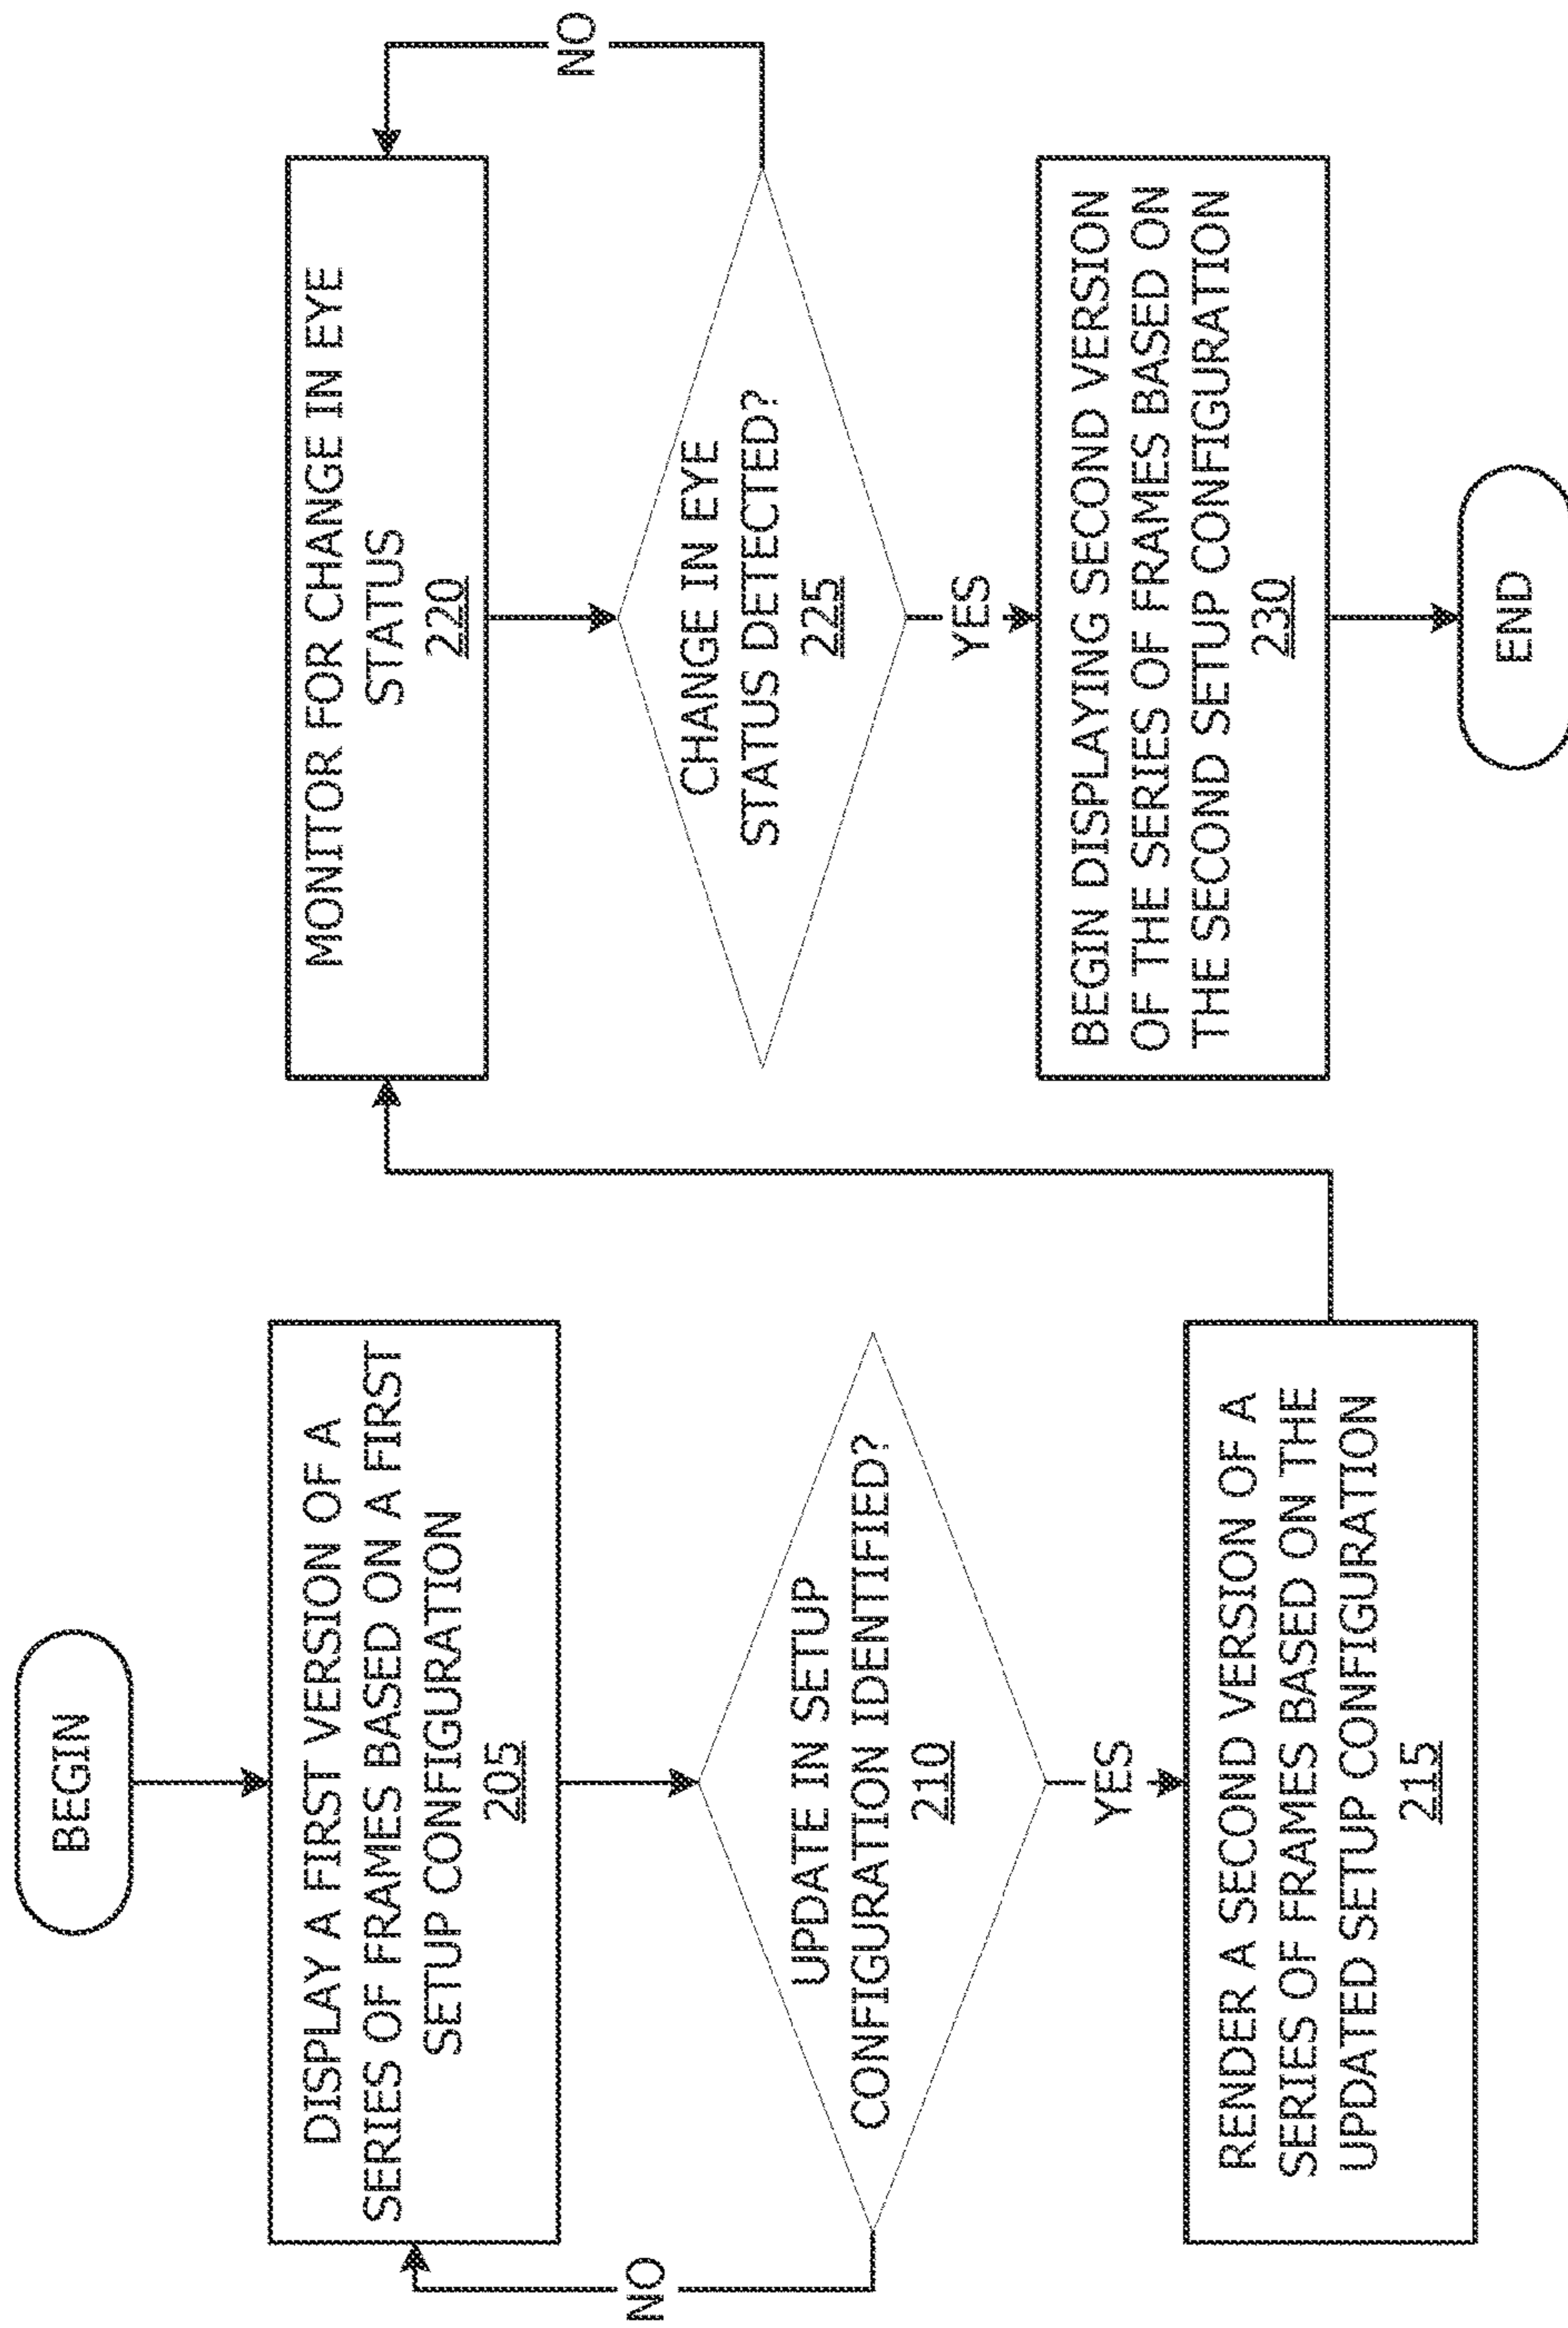 BEGIN
DISPLAY A FIRST VERSION OF A
SERIES OF FRAMES BASED ON A FIRST
SETUP CONFIGURATION
205
UPDATE IN SETUP
CONFIGURATION IDENTIFIED?
210
NO
YES
RENDER A SECOND VERSION OF A
SERIES OF FRAMES BASED ON THE
UPDATED SETUP CONFIGURATION
215
MONITOR FOR CHANGE IN EYE
STATUS
220
CHANGE IN EYE
STATUS DETECTED?
225
NO
YES
BEGIN DISPLAYING SECOND VERSION
OF THE SERIES OF FRAMES BASED ON
THE SECOND SETUP CONFIGURATION
230
END